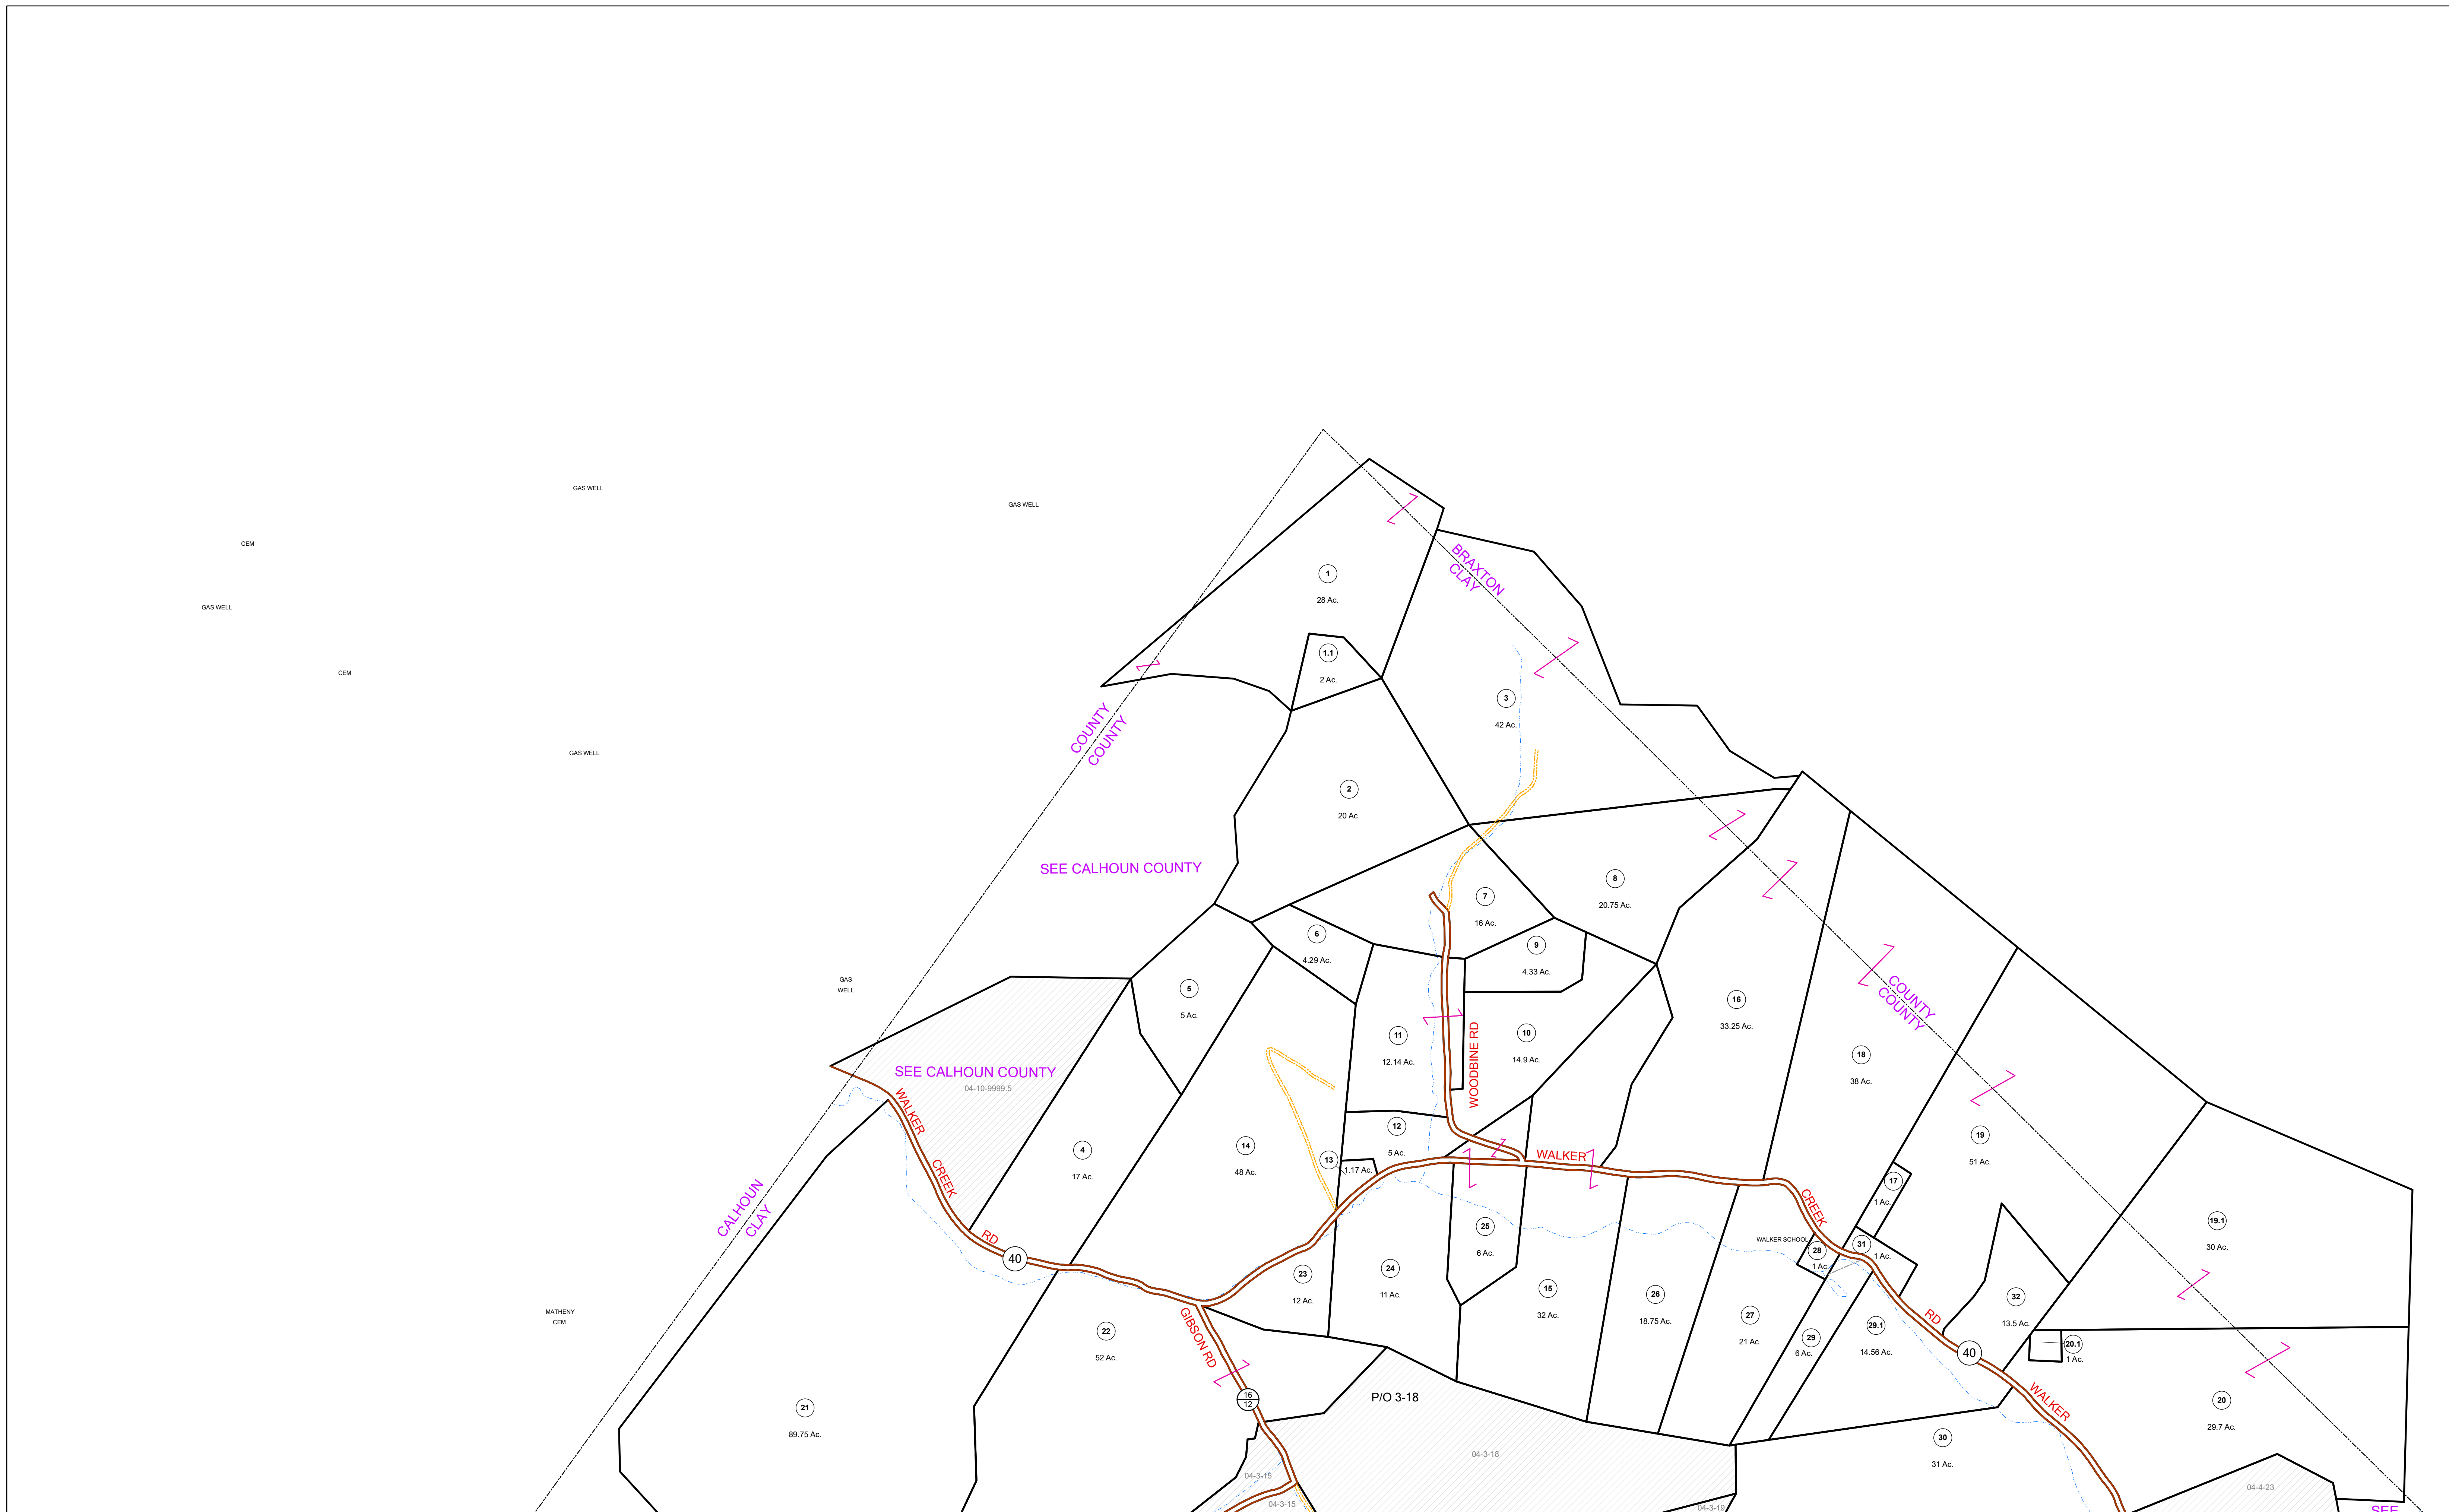 GAS WELL
GAS WELL
CEM
GAS WELL
CEM
GAS WELL
BRAXTON
CLAY
1
28 Ac.
1.1
2 Ac.
3
42 Ac.
COUNTY
COUNTY
2
20 Ac.
SEE CALHOUN COUNTY
8
20.75 Ac.
7
16 Ac.
6
4.29 Ac.
9
4.33 Ac.
GAS
WELL
5
5 Ac.
16
33.25 Ac.
COUNTY
COUNTY
11
12.14 Ac.
10
14.9 Ac.
WOODBINE RD
18
38 Ac.
SEE CALHOUN COUNTY
04-10-9999.5
WALKER
CREEK
RD
40
4
17 Ac.
14
48 Ac.
12
5 Ac.
13
1.17 Ac.
WALKER
CREEK
RD
19
51 Ac.
17
1 Ac.
CALHOUN
CLAY
19.1
30 Ac.
25
6 Ac.
WALKER SCHOOL
28
1 Ac.
31
1 Ac.
23
12 Ac.
24
11 Ac.
15
32 Ac.
26
18.75 Ac.
27
21 Ac.
29
6 Ac.
29.1
14.56 Ac.
32
13.5 Ac.
20.1
1 Ac.
40
MATHENY
CEM
22
52 Ac.
GIBSON RD
16
12
P/O 3-18
WALKER
20
29.7 Ac.
21
89.75 Ac.
30
31 Ac.
04-3-18
04-3-15
04-3-15
04-3-19
04-4-23
SEE